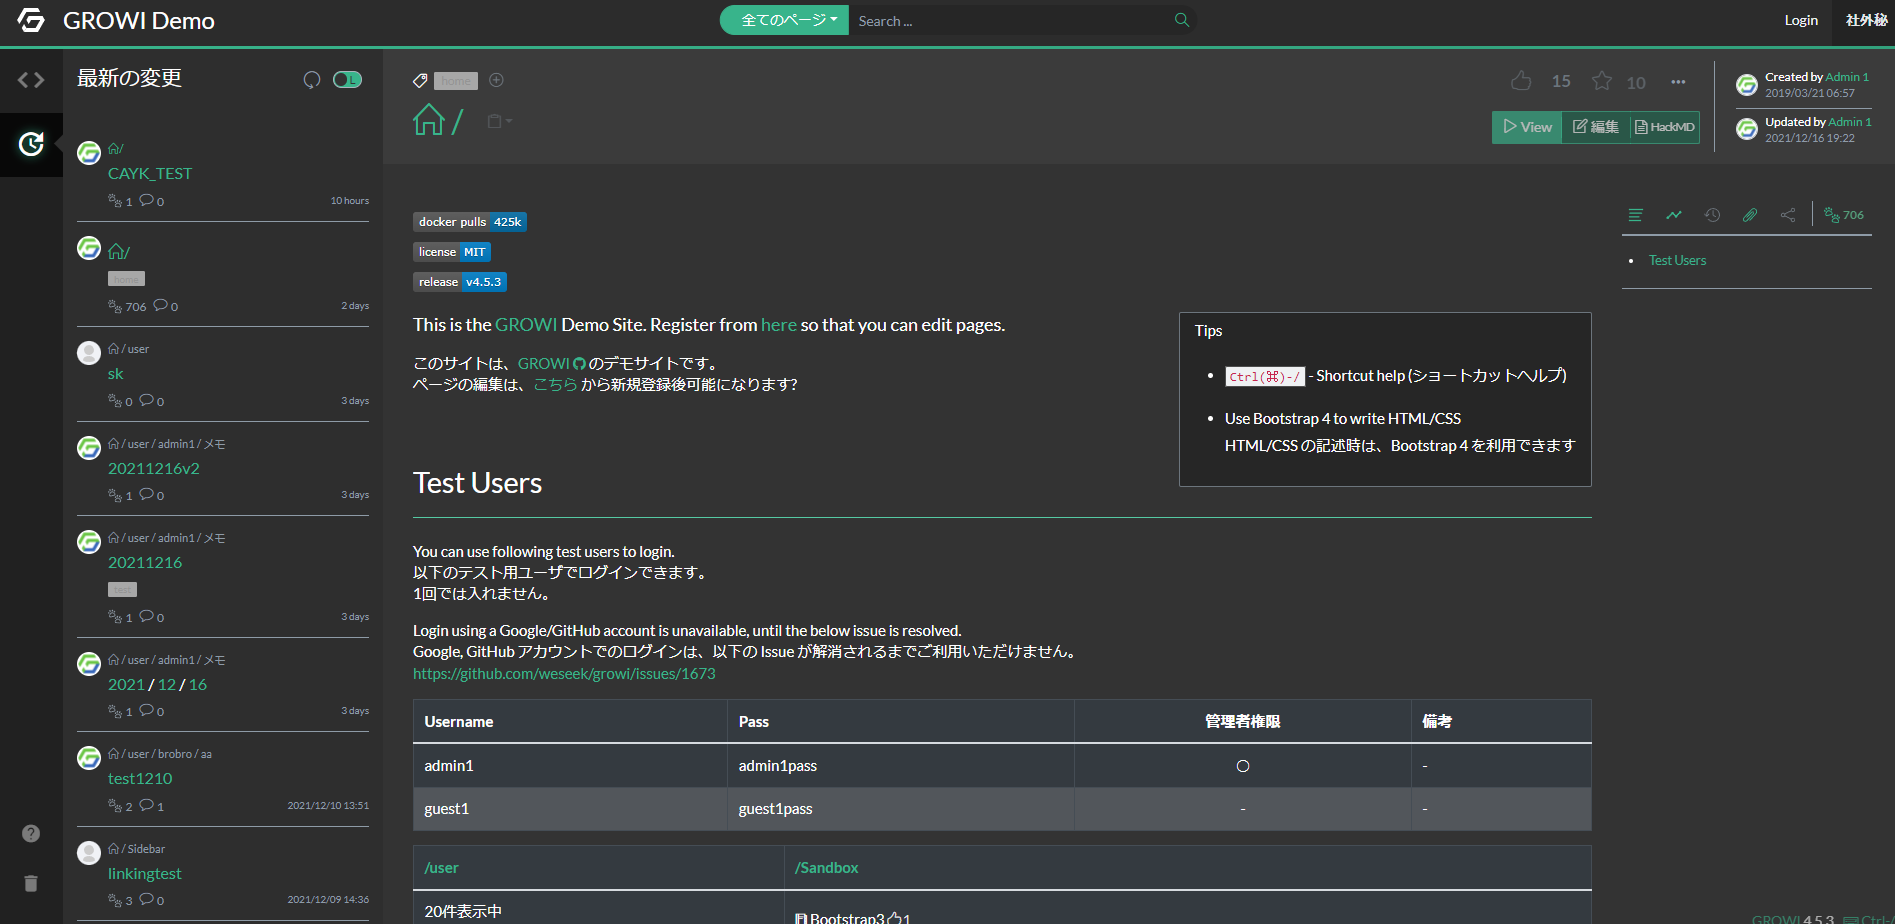 GROWI Demo
全てのページ
Search ...
Login
社外秘
最新の変更
L
/
CAYK_TEST
1 0
10 hours
/
home
706 0
2 days
/ user
sk
0 0
3 days
/ user / admin1 / メモ
20211216v2
1 0
3 days
/ user / admin1 / メモ
20211216
test
1 0
3 days
/ user / admin1 / メモ
2021 / 12 / 16
1 0
3 days
/ user / brobro / aa
test1210
2 1
2021/12/10 13:51
/ Sidebar
linkingtest
3 0
2021/12/09 14:36
home
/
15
10
View
編集
HackMD
Created by Admin 1
2019/03/21 06:57
Updated by Admin 1
2021/12/16 19:22
docker pulls 425k
license MIT
release v4.5.3
This is the GROWI Demo Site. Register from here so that you can edit pages.
このサイトは、GROWI のデモサイトです。
ページの編集は、こちら から新規登録後可能になります?
Tips
Ctrl(⌘)-/ - Shortcut help (ショートカットヘルプ)
Use Bootstrap 4 to write HTML/CSS
HTML/CSS の記述時は、Bootstrap 4 を利用できます
706
Test Users
Test Users
You can use following test users to login.
以下のテスト用ユーザでログインできます。
1回では入れません。
Login using a Google/GitHub account is unavailable, until the below issue is resolved.
Google, GitHub アカウントでのログインは、以下の Issue が解消されるまでご利用いただけません。
https://github.com/weseek/growi/issues/1673
Username Pass 管理者権限 備考
admin1 admin1pass ○ -
guest1 guest1pass - -
/user /Sandbox
20件表示中
Bootstrap3 1
GROWI 4.5.3 Ctrl-/